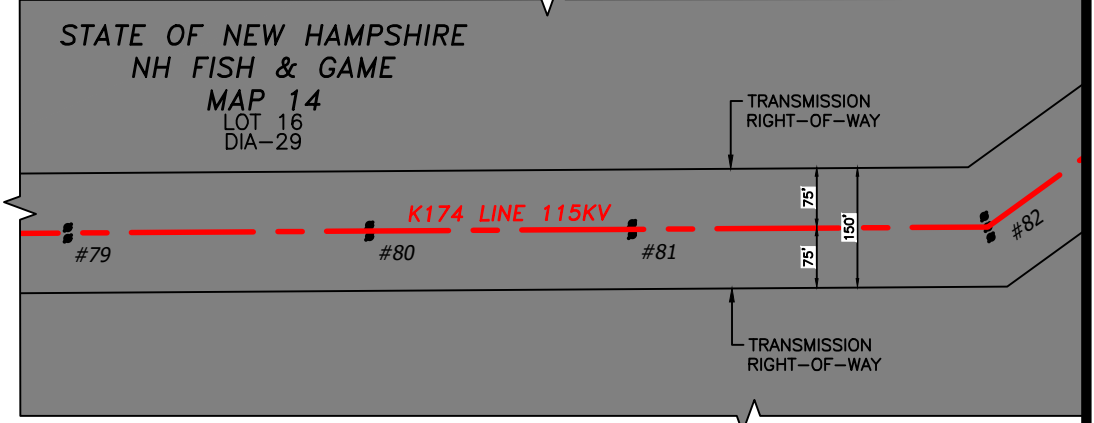 STATE OF NEW HAMPSHIRE
NH FISH & GAME
MAP 14
LOT 16
DIA-29
TRANSMISSION
RIGHT-OF-WAY
K174 LINE 115KV
75'
150'
75'
#79
#80
#81
#82
TRANSMISSION
RIGHT-OF-WAY